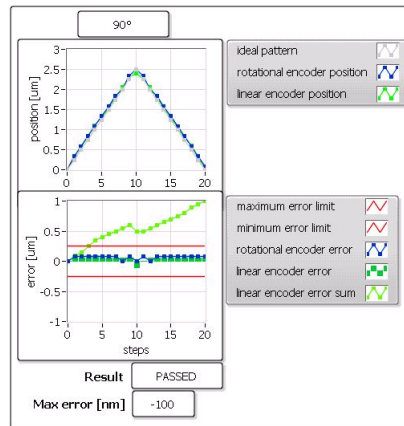 90°
position [um]
3
2.5
2
1.5
1
0.5
0
0 5 10 15 20
ideal pattern
rotational encoder position
linear encoder position
error [um]
1
0.5
0
-0.5
-1
0 5 10 15 20
steps
maximum error limit
minimum error limit
rotational encoder error
linear encoder error
linear encoder error sum
Result PASSED
Max error [nm] -100